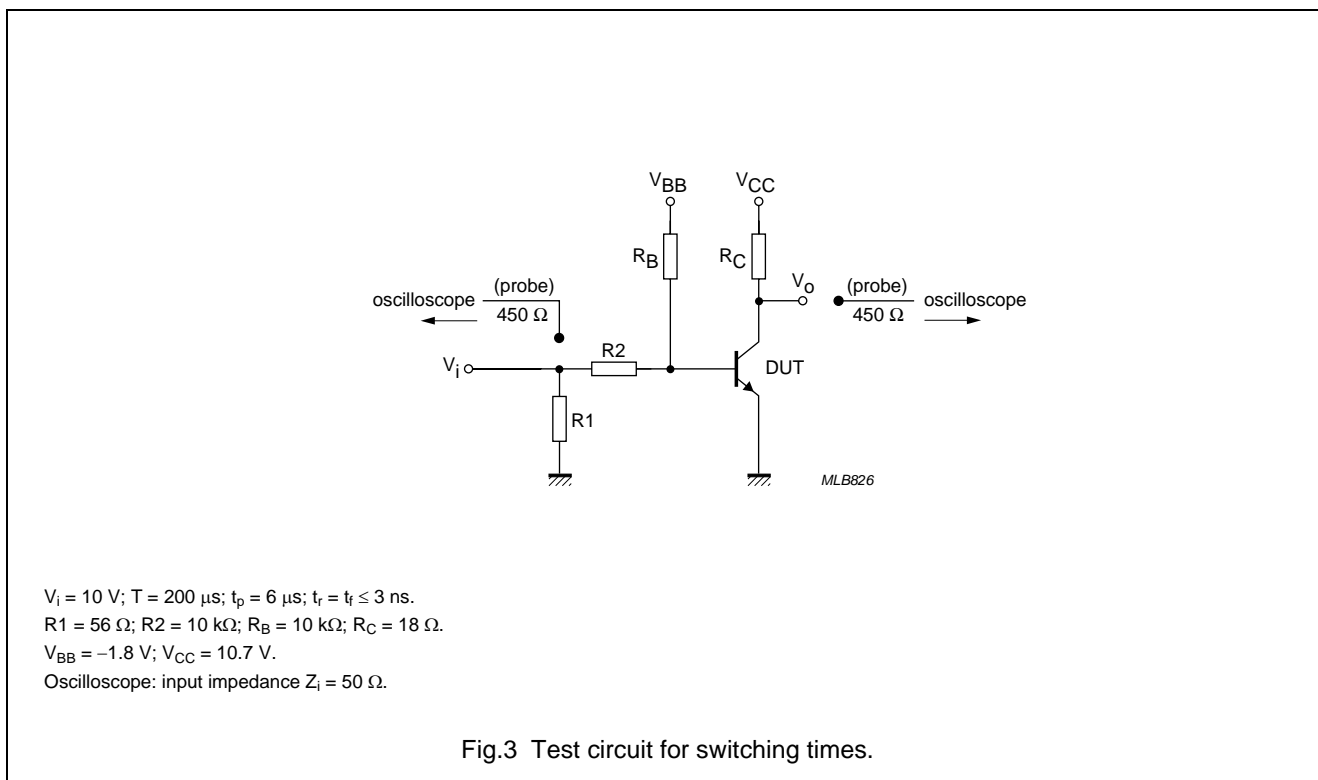 VBB VCC
RB RC
Vo
(probe) (probe)
oscilloscope oscilloscope
450 Ω 450 Ω
R2
Vi DUT
R1
MLB826
Vi = 10 V; T = 200 μs; tp = 6 μs; tr = tf ≤ 3 ns.
R1 = 56 Ω; R2 = 10 kΩ; RB = 10 kΩ; RC = 18 Ω.
VBB = −1.8 V; VCC = 10.7 V.
Oscilloscope: input impedance Zi = 50 Ω.
Fig.3 Test circuit for switching times.